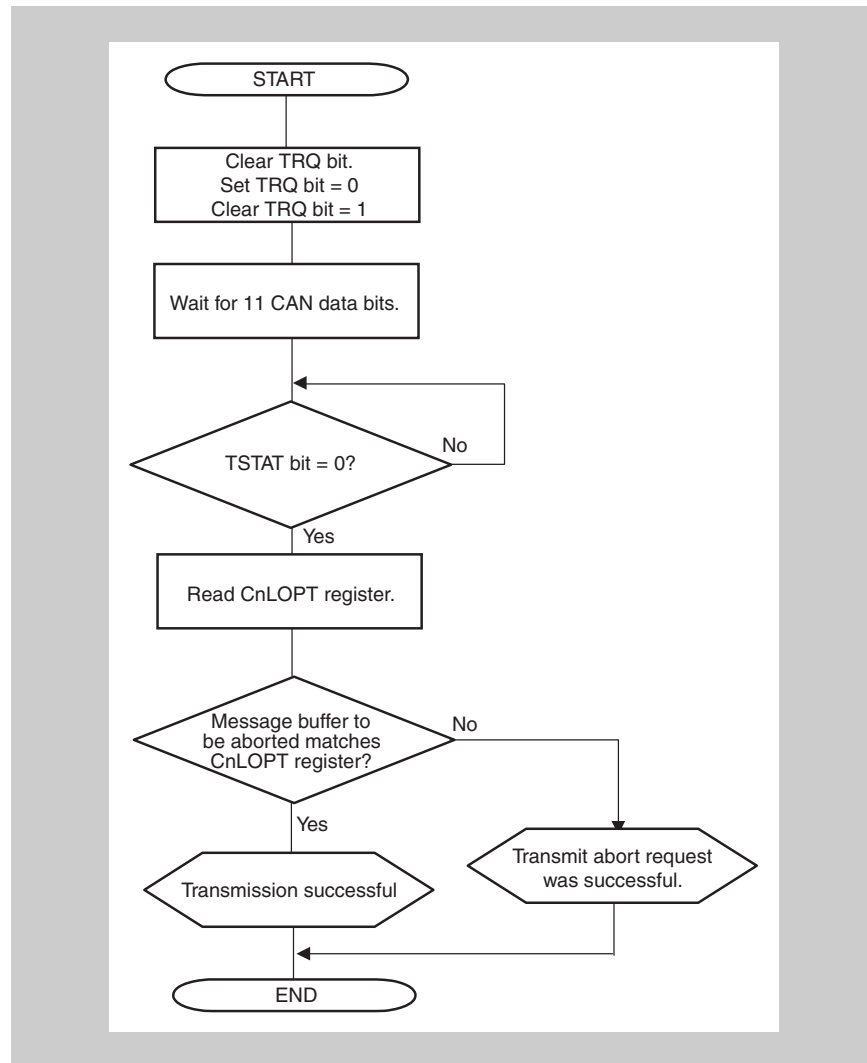 START
Clear TRQ bit.
Set TRQ bit = 0
Clear TRQ bit = 1
Wait for 11 CAN data bits.
TSTAT bit = 0?
No
Yes
Read CnLOPT register.
Message buffer to
be aborted matches
CnLOPT register?
No
Yes
Transmission successful
Transmit abort request
was successful.
END